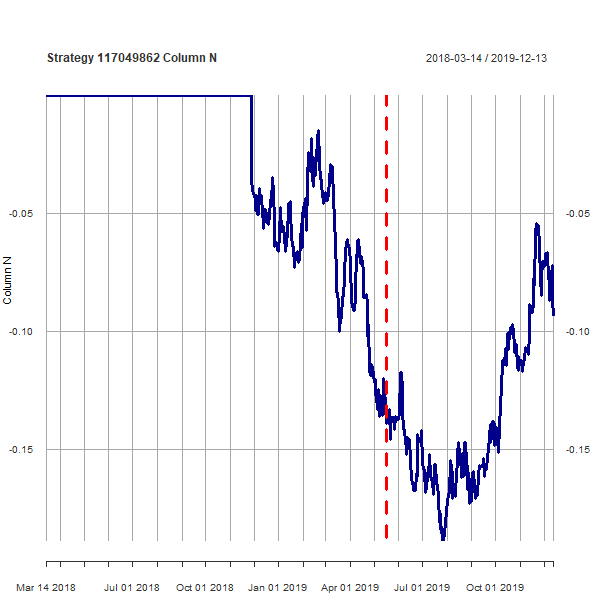 Strategy 117049862 Column N
2018-03-14 / 2019-12-13
-0.05
-0.05
Column N
-0.10
-0.10
-0.15
-0.15
Mar 14 2018
Jul 01 2018
Oct 01 2018
Jan 01 2019
Apr 01 2019
Jul 01 2019
Oct 01 2019